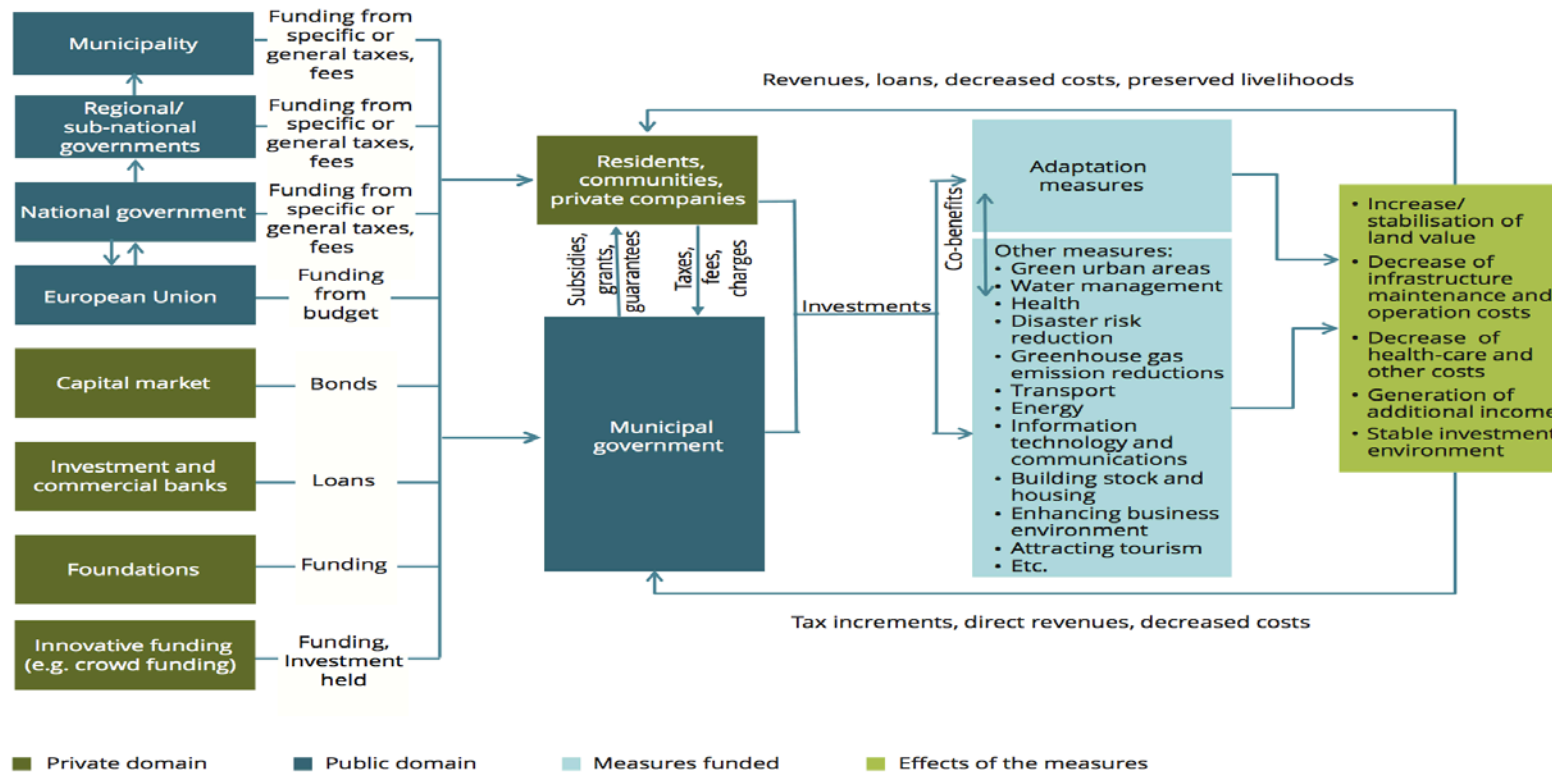 Municipality
Funding from
specific or
general taxes,
fees
Regional/
sub-national
governments
Funding from
specific or
general taxes,
fees
National government
Funding from
specific or
general taxes,
fees
European Union
Funding
from
budget
Capital market
Bonds
Investment and
commercial banks
Loans
Foundations
Funding
Innovative funding
(e.g. crowd funding)
Funding,
Investment
held
Revenues, loans, decreased costs, preserved livelihoods
Residents,
communities,
private companies
Subsidies,
grants,
guarantees
Taxes,
fees,
charges
Municipal
government
Investments
Co-benefits
Adaptation
measures
Other measures:
• Green urban areas
• Water management
• Health
• Disaster risk
reduction
• Greenhouse gas
emission reductions
• Transport
• Energy
• Information
technology and
communications
• Building stock and
housing
• Enhancing business
environment
• Attracting tourism
• Etc.
• Increase/
stabilisation of
land value
• Decrease of
infrastructure
maintenance and
operation costs
• Decrease of
health-care and
other costs
• Generation of
additional income
• Stable investment
environment
Tax increments, direct revenues, decreased costs
Private domain
Public domain
Measures funded
Effects of the measures